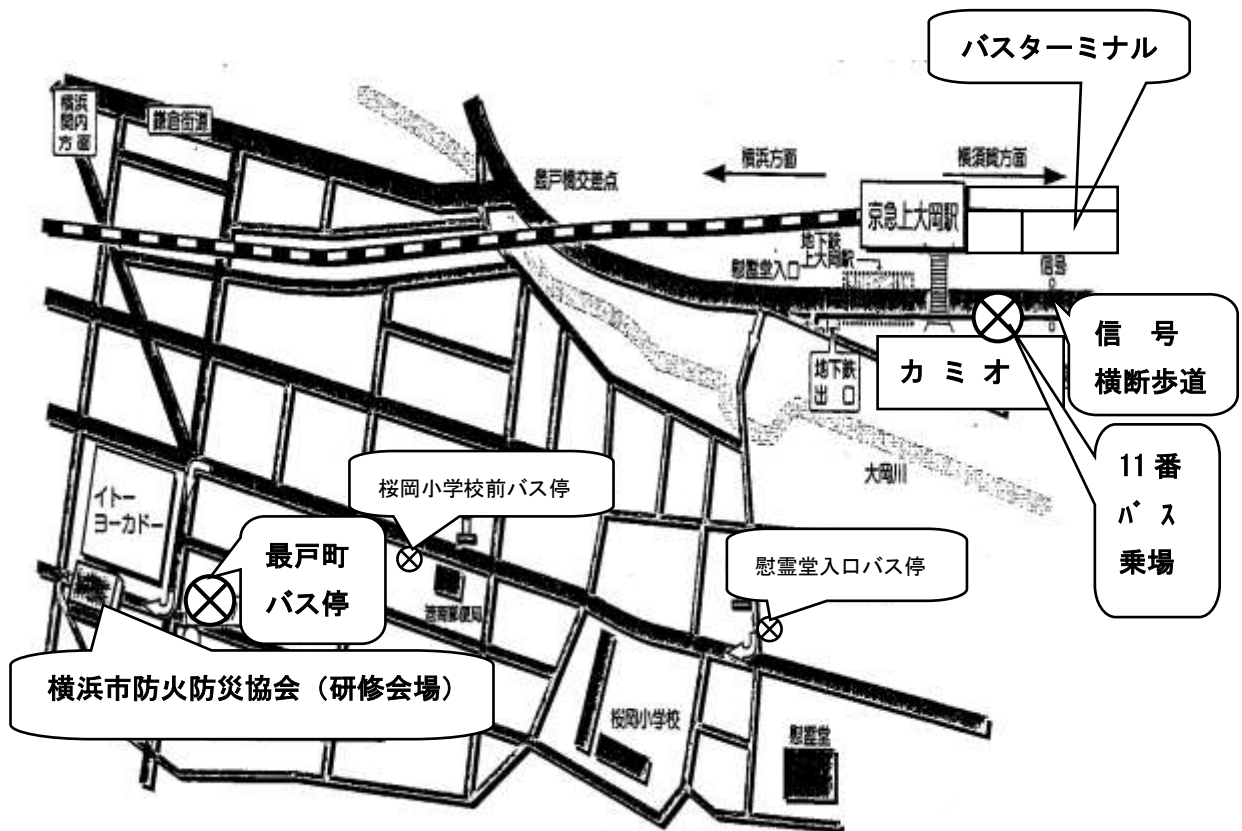 バスターミナル
横浜
関内
方面
鎌倉街道
最戸橋交差点
横浜方面
横須賀方面
京急上大岡駅
地下鉄
上大岡駅
慰霊堂入口
信号
信 号
横断歩道
カ ミ オ
地下鉄
出 口
11番
バ ス
乗場
大岡川
イトー
ヨーカドー
桜岡小学校前バス停
最戸町
バス停
港南郵便局
慰霊堂入口バス停
横浜市防火防災協会（研修会場）
桜岡小学校
慰霊堂